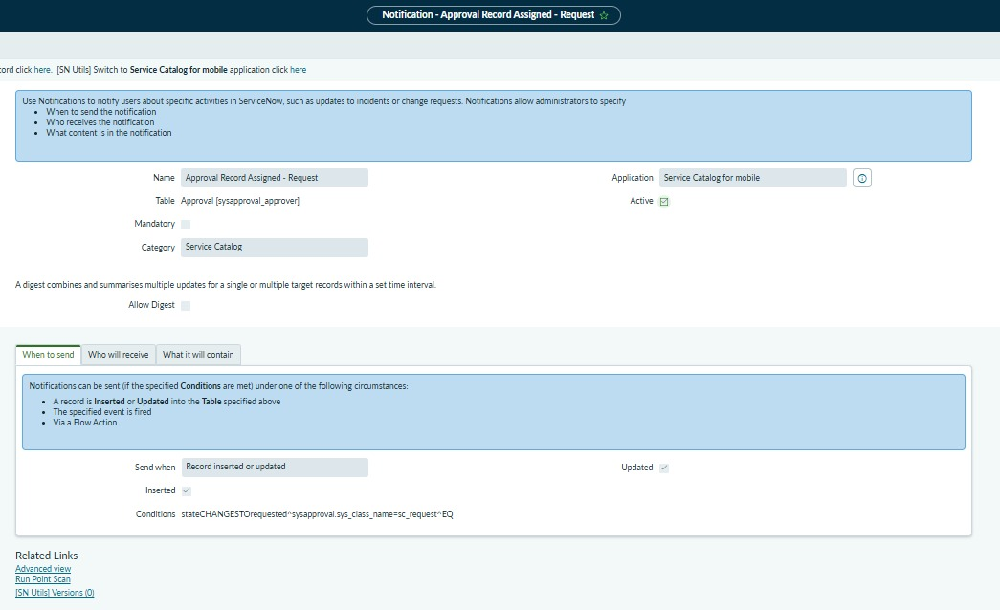 Notification - Approval Record Assigned - Request
ord click here. [SN Utils] Switch to Service Catalog for mobile application click here
Use Notifications to notify users about specific activities in ServiceNow, such as updates to incidents or change requests. Notifications allow administrators to specify
When to send the notification
Who receives the notification
What content is in the notification
Name Approval Record Assigned - Request
Application Service Catalog for mobile
Table Approval [sysapproval_approver]
Active
Mandatory
Category Service Catalog
A digest combines and summarises multiple updates for a single or multiple target records within a set time interval.
Allow Digest
When to send Who will receive What it will contain
Notifications can be sent (if the specified Conditions are met) under one of the following circumstances:
A record is Inserted or Updated into the Table specified above
The specified event is fired
Via a Flow Action
Send when Record inserted or updated
Updated
Inserted
Conditions stateCHANGESTOrequested^sysapproval.sys_class_name=sc_request^EQ
Related Links
Advanced view
Run Point Scan
[SN Utils] Versions (0)